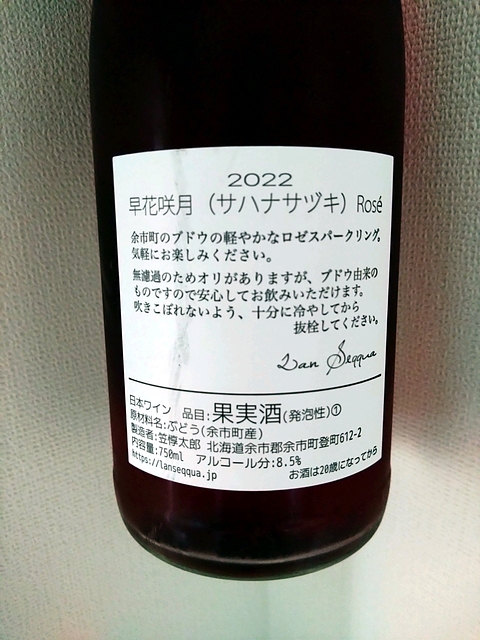 2022
早花咲月（サハナサヅキ）Rosé
余市町のブドウの軽やかなロゼスパークリング。
気軽にお楽しみください。
無濾過のためオリがありますが、ブドウ由来の
ものですので安心してお飲みいただけます。
吹きこぼれないよう、十分に冷やしてから
抜栓してください。
Lan Seqqua
日本ワイン 品目:果実酒(発泡性)①
原材料名:ぶどう(余市町産)
製造者:笠惇太郎 北海道余市郡余市町登町612-2
内容量:750ml アルコール分:8.5%
https://lanseqqua.jp お酒は20歳になってから